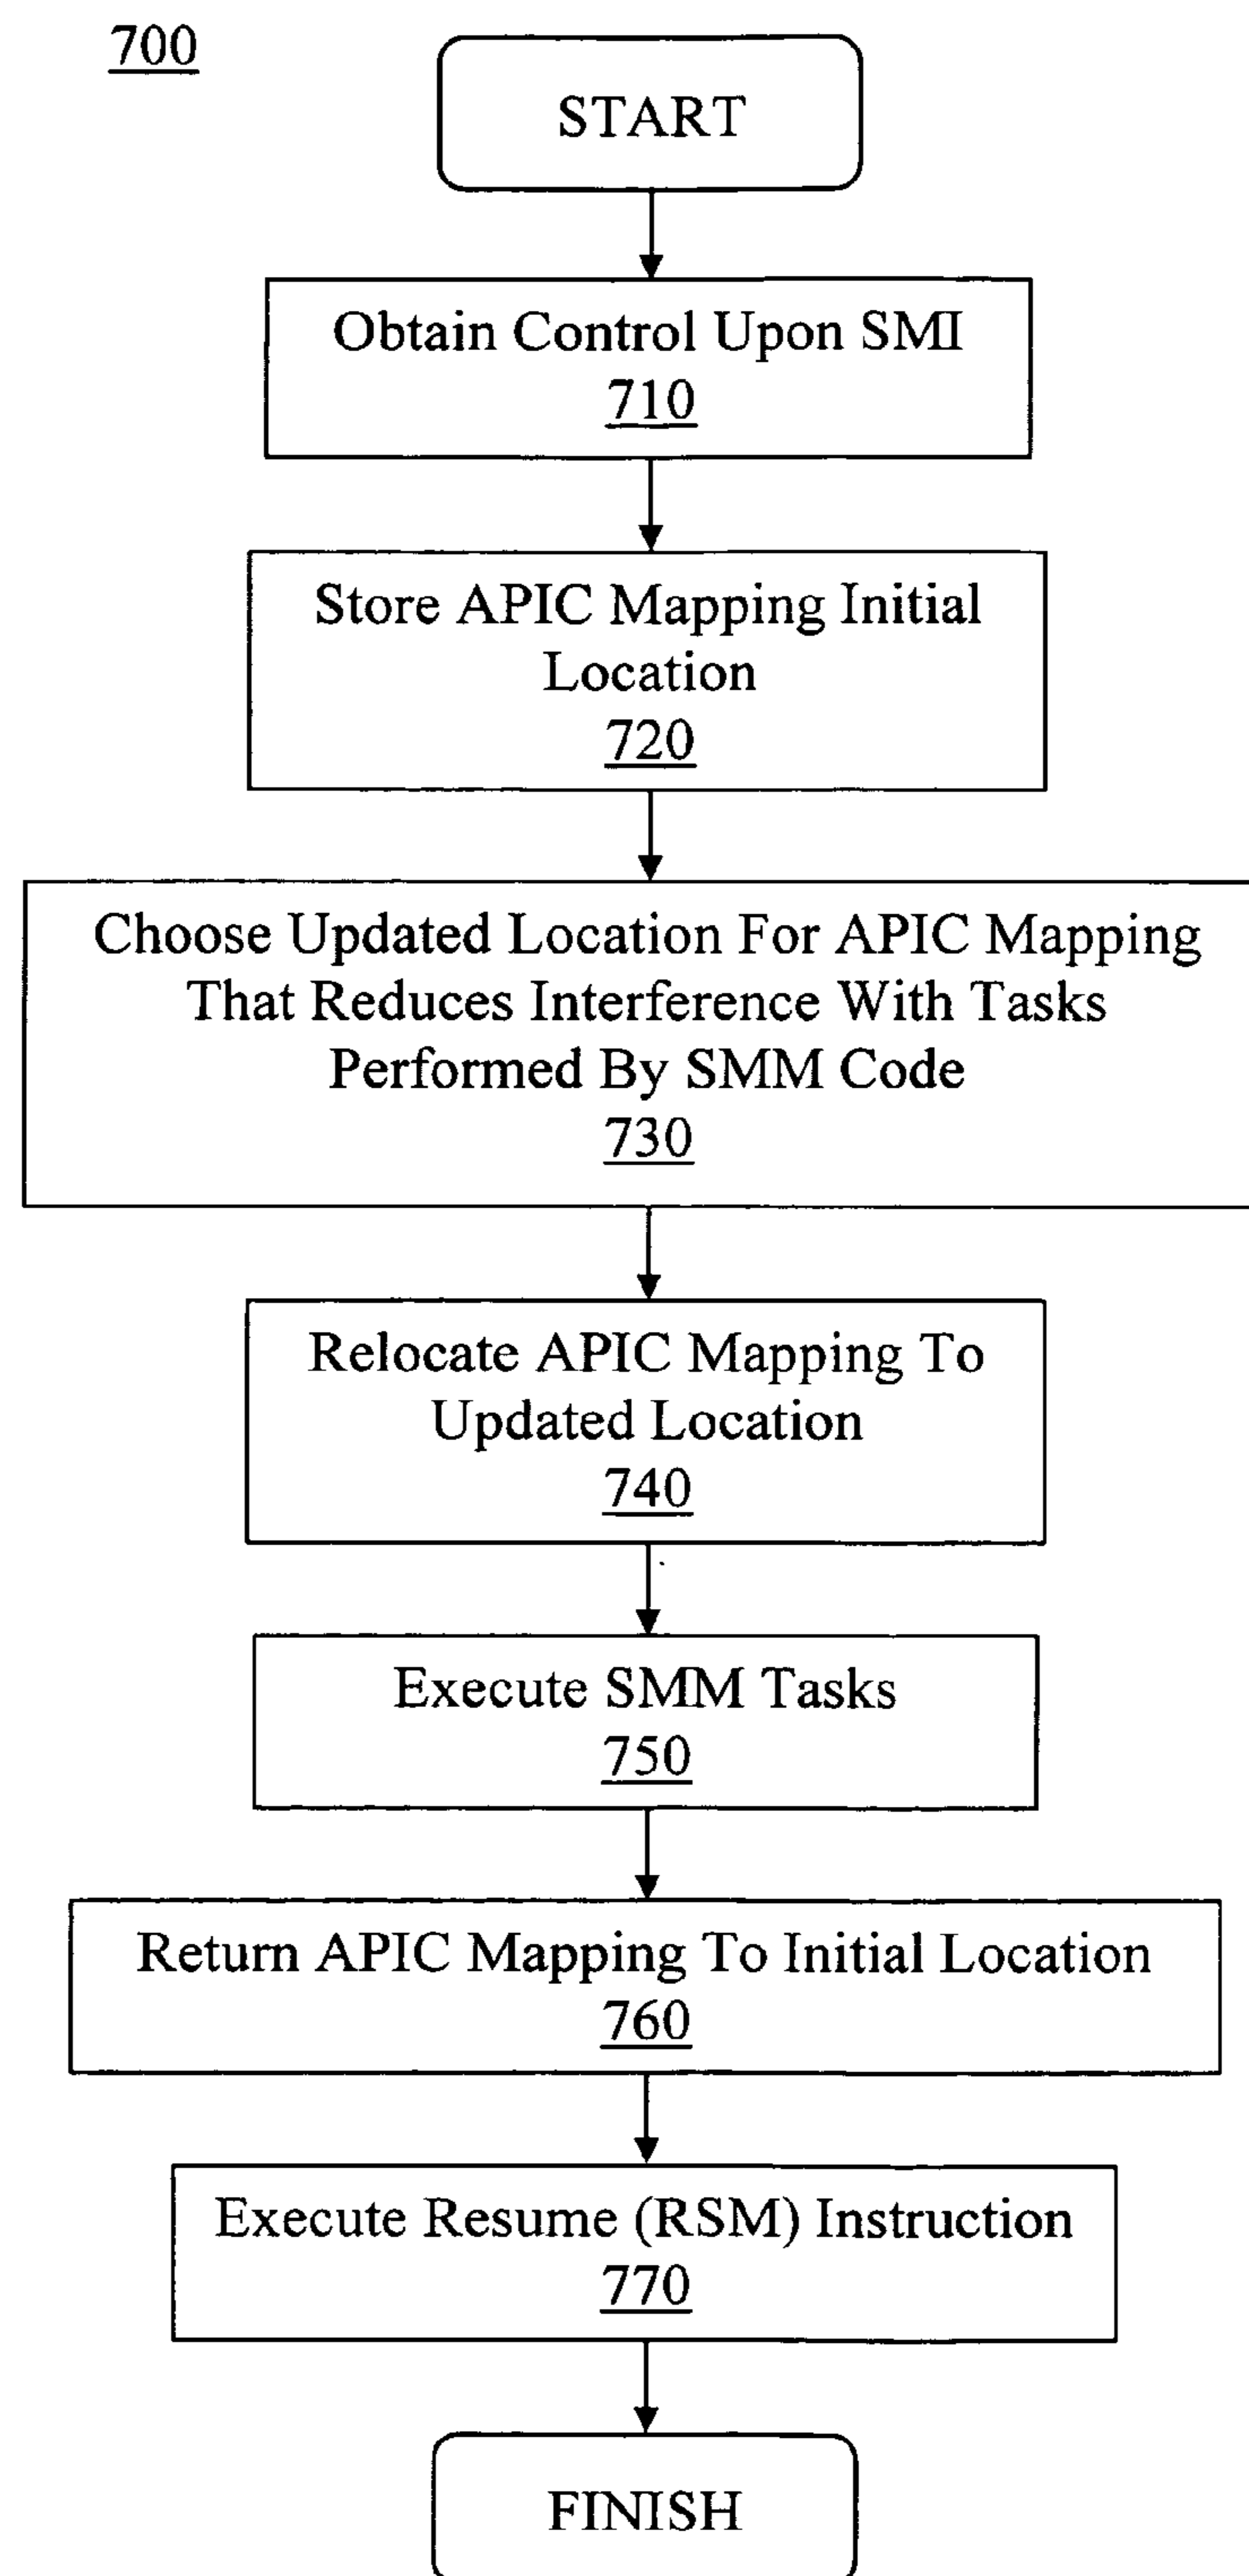 700
START
Obtain Control Upon SMI
710
Store APIC Mapping Initial
Location
720
Choose Updated Location For APIC Mapping
That Reduces Interference With Tasks
Performed By SMM Code
730
Relocate APIC Mapping To
Updated Location
740
Execute SMM Tasks
750
Return APIC Mapping To Initial Location
760
Execute Resume (RSM) Instruction
770
FINISH